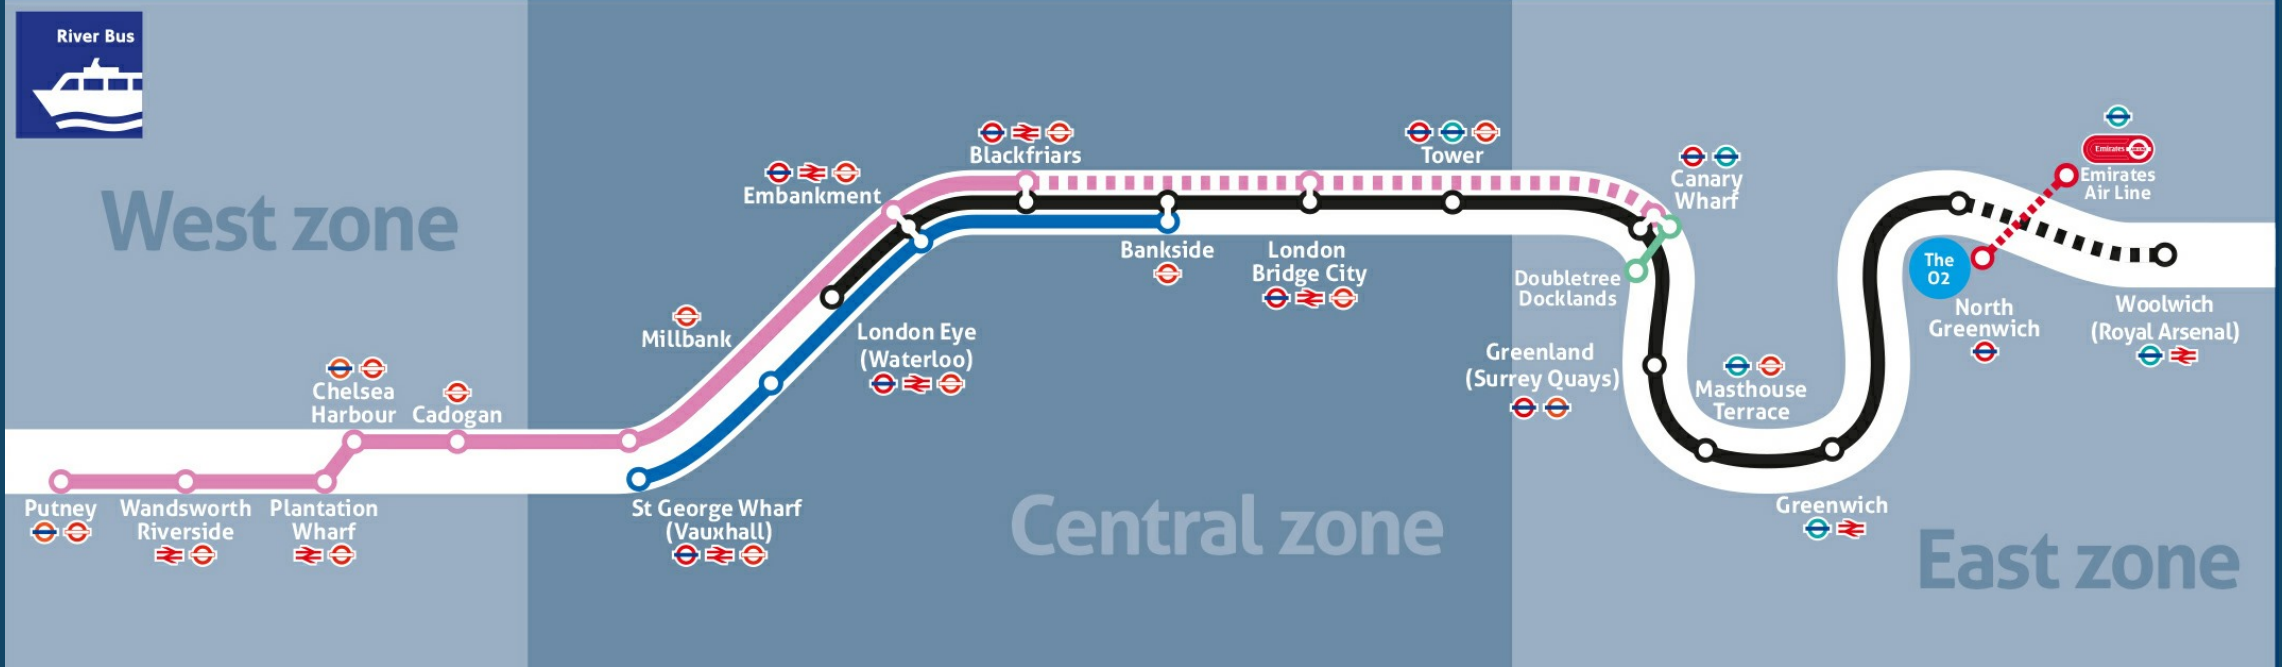 River Bus
West zone
Putney
Wandsworth
Riverside
Plantation
Wharf
Chelsea
Harbour
Cadogan
Millbank
St George Wharf
(Vauxhall)
Embankment
London Eye
(Waterloo)
Blackfriars
Bankside
London
Bridge City
Tower
Central zone
Canary
Wharf
Doubletree
Docklands
Greenland
(Surrey Quays)
Masthouse
Terrace
Greenwich
The
O2
North
Greenwich
Emirates
Emirates
Air Line
Woolwich
(Royal Arsenal)
East zone